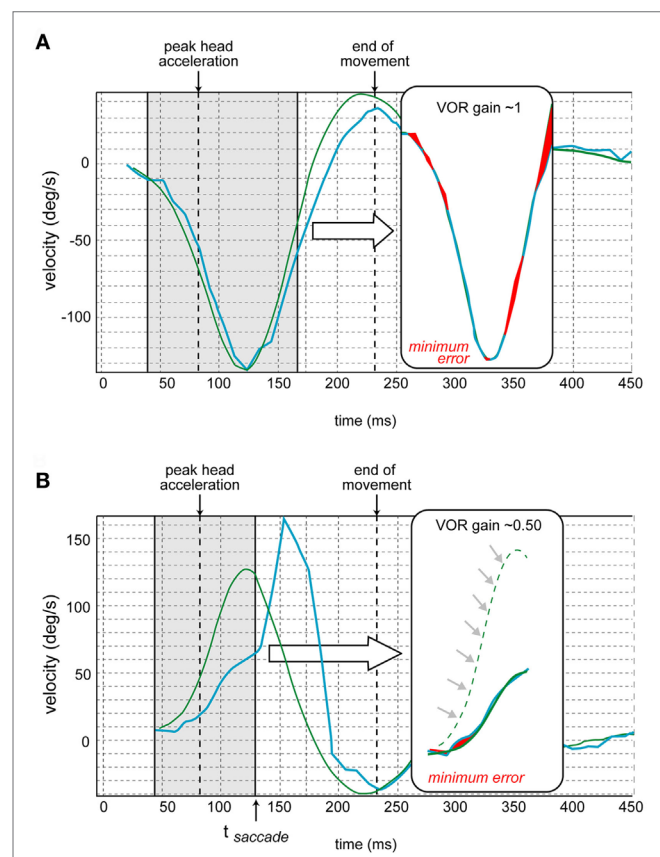 A
peak head
acceleration
end of
movement
VOR gain ~1
velocity (deg/s)
0
-50
-100
minimum
error
0 50 100 150 200 250 300 350 400 450
time (ms)
B
peak head
acceleration
end of
movement
VOR gain ~0.50
velocity (deg/s)
150
100
50
0
minimum error
0 50 100 150 200 250 300 350 400 450
t saccade
time (ms)